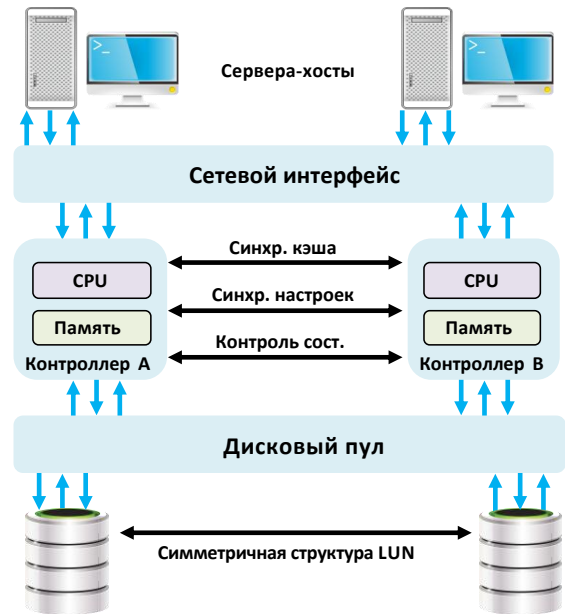 >_
>_
Сервера-хосты
Сетевой интерфейс
Синхр. кэша
CPU
CPU
Синхр. настроек
Память
Память
Контроль сост.
Контроллер A
Контроллер B
Дисковый пул
Симметричная структура LUN